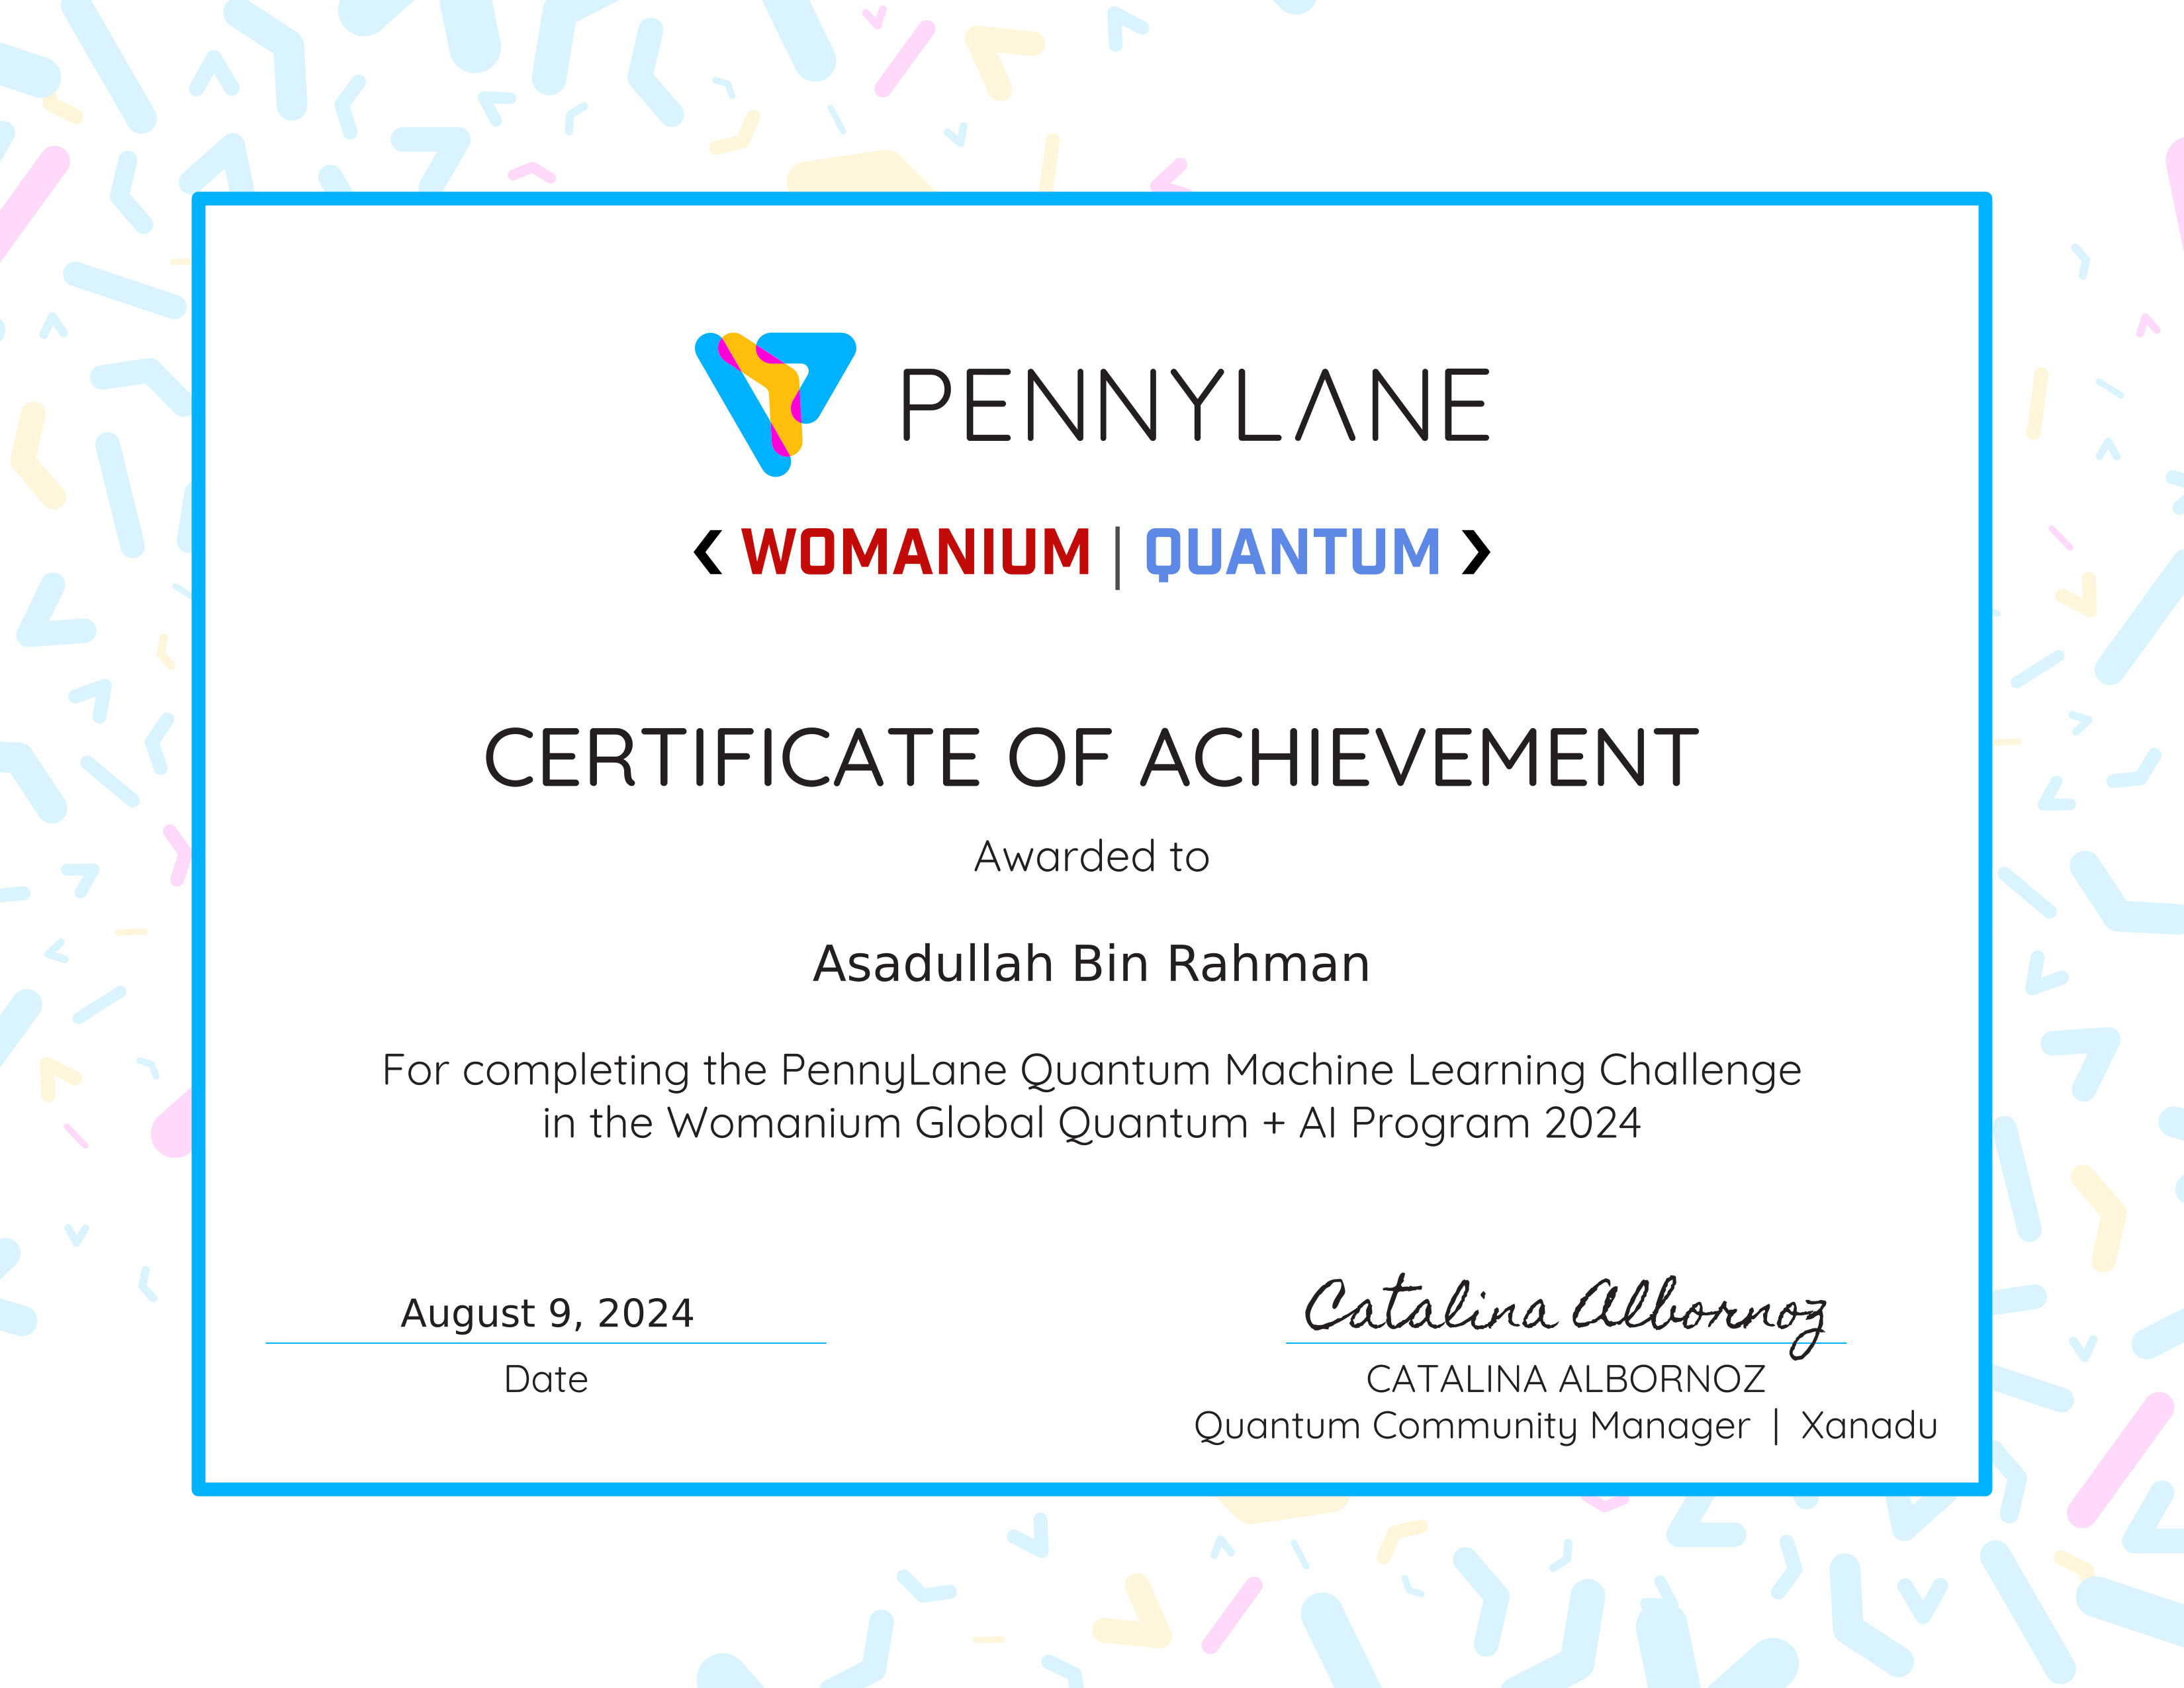 PENNYLANE
WOMANIUM | QUANTUM
CERTIFICATE OF ACHIEVEMENT
Awarded to
Asadullah Bin Rahman
For completing the PennyLane Quantum Machine Learning Challenge
in the Womanium Global Quantum + AI Program 2024
August 9, 2024
Date
Catalina Albornoz
CATALINA ALBORNOZ
Quantum Community Manager | Xanadu